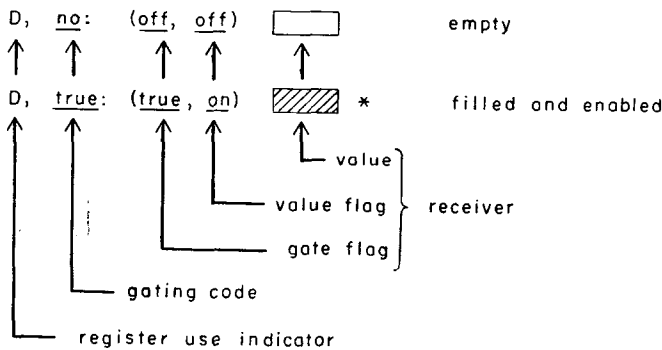 D, no: (off, off) empty
D, true: (true, on) * filled and enabled
value
value flag
receiver
gate flag
gating code
register use indicator